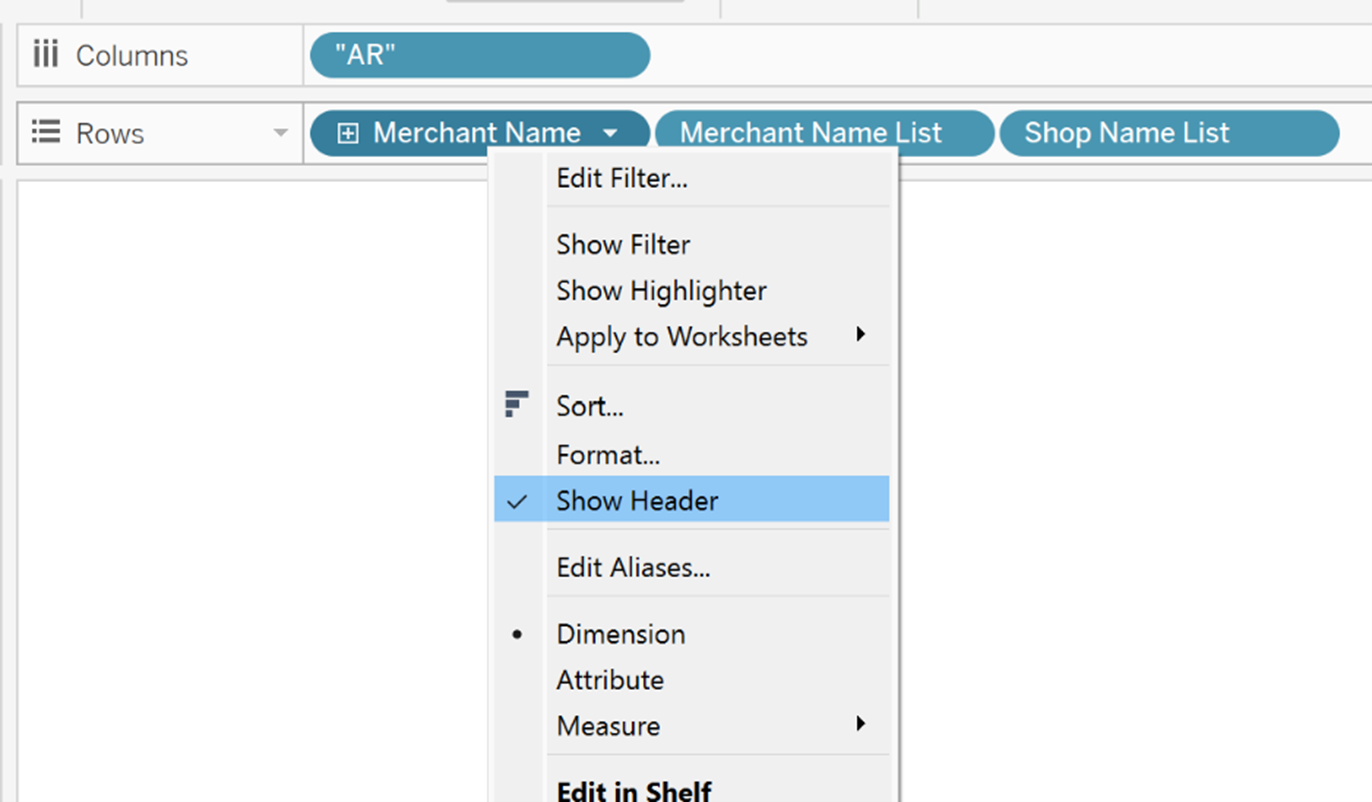 Columns
"AR"
Rows
Merchant Name
Merchant Name List
Shop Name List
Edit Filter...
Show Filter
Show Highlighter
Apply to Worksheets
Sort...
Format...
Show Header
Edit Aliases...
Dimension
Attribute
Measure
Edit in Shelf